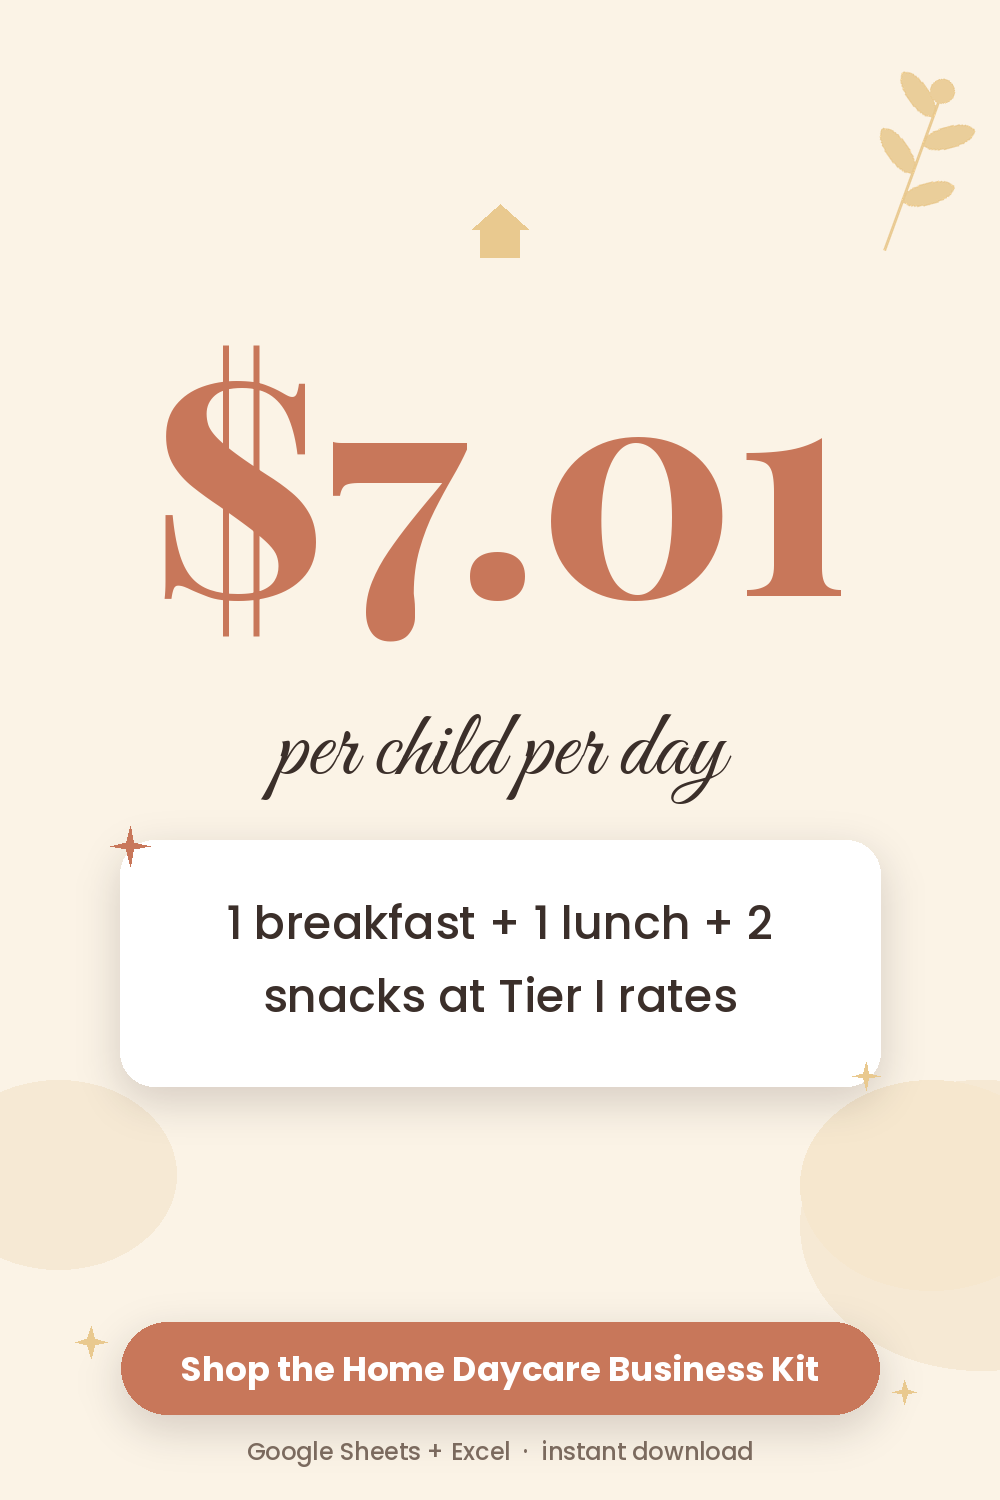 $7.01
per child per day
1 breakfast + 1 lunch + 2
snacks at Tier I rates
Shop the Home Daycare Business Kit
Google Sheets + Excel · instant download